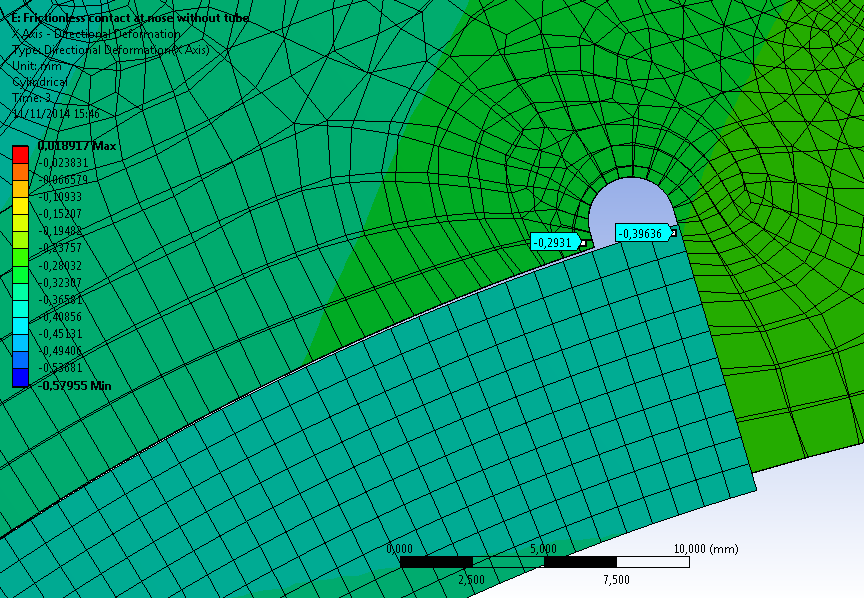 E: Frictionless contact at nose without tube
X Axis - Directional Deformation
Type: Directional Deformation(X Axis)
Unit: mm
Cylindrical
Time: 3
11/11/2014 15:46
0,018917 Max
-0,023831
-0,066579
-0,10933
-0,15207
-0,19482
-0,23757
-0,28032
-0,32307
-0,36581
-0,40856
-0,45131
-0,49406
-0,53681
-0,57955 Min
-0,2931
-0,39636
0,000
5,000
10,000 (mm)
2,500
7,500